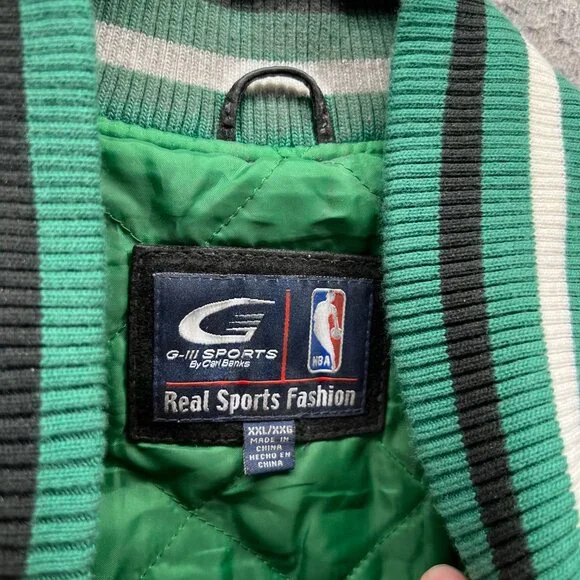 G-III SPORTS
By Carl Banks
NBA
Real Sports Fashion
XXL/XXG
MADE IN
CHINA
HECHO EN
CHINA